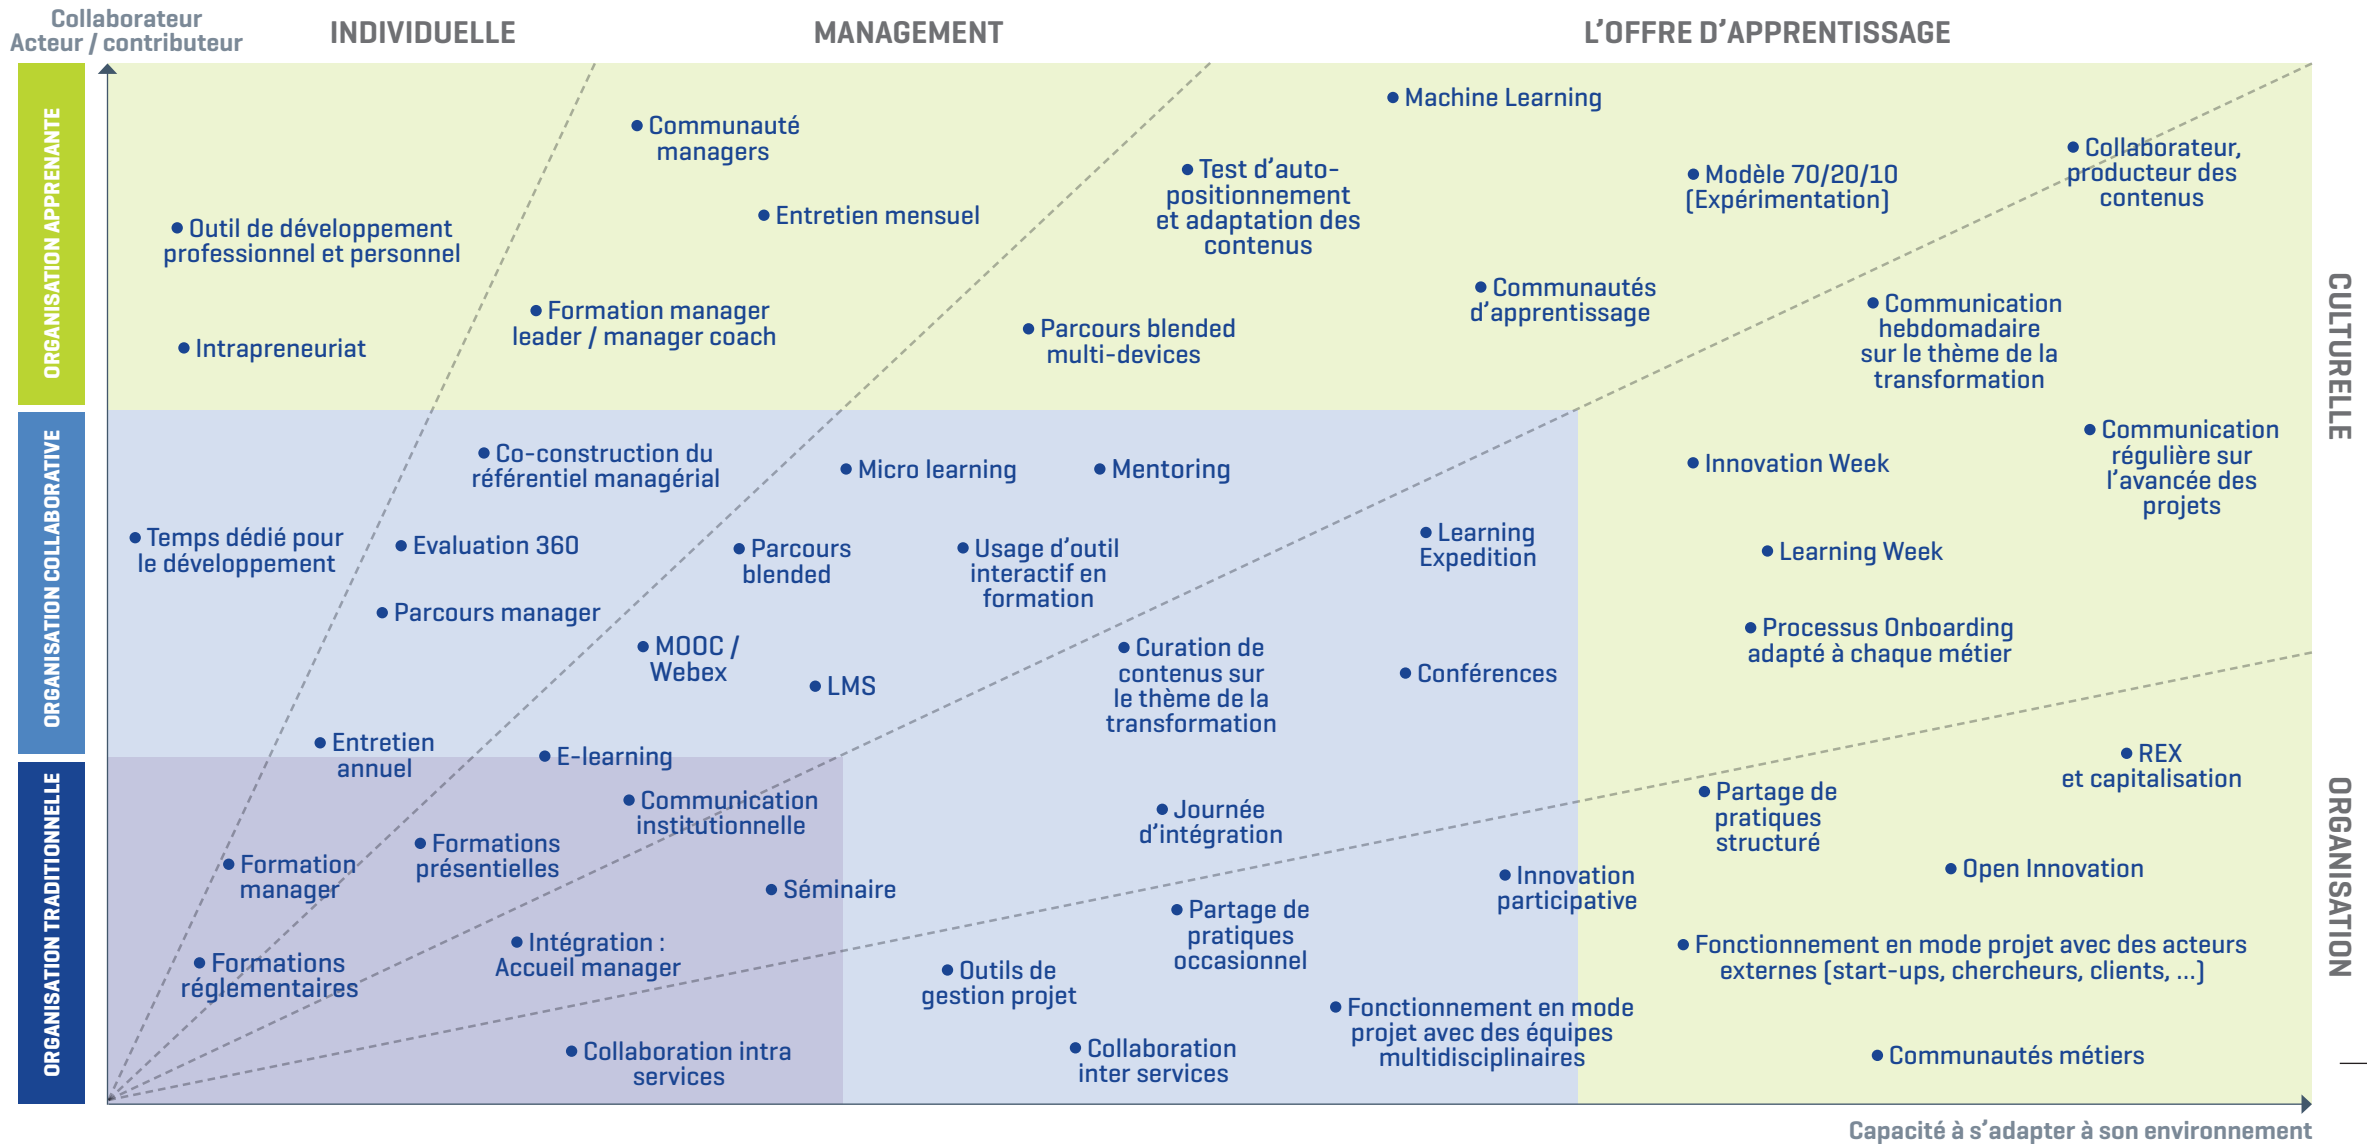 Collaborateur
Acteur / contributeur
INDIVIDUELLE
MANAGEMENT
L'OFFRE D'APPRENTISSAGE
CULTURELLE
ORGANISATION
ORGANISATION APPRENANTE
• Outil de développement
professionnel et personnel
• Intrapreneuriat
• Communauté
managers
• Entretien mensuel
• Formation manager
leader / manager coach
• Machine Learning
• Test d'auto-
positionnement
et adaptation des
contenus
• Parcours blended
multi-devices
• Modèle 70/20/10
(Expérimentation)
• Communautés
d'apprentissage
• Collaborateur,
producteur des
contenus
• Communication
hebdomadaire
sur le thème de la
transformation
• Communication
régulière sur
l'avancée des
projets
• Innovation Week
• Learning Week
• Processus Onboarding
adapté à chaque métier
ORGANISATION COLLABORATIVE
• Temps dédié pour
le développement
• Co-construction du
référentiel managérial
• Evaluation 360
• Parcours manager
• Entretien
annuel
• Micro learning
• Mentoring
• Parcours
blended
• Usage d'outil
interactif en
formation
• MOOC /
Webex
• LMS
• E-learning
• Learning
Expedition
• Curation de
contenus sur
le thème de la
transformation
• Conférences
• Journée
d'intégration
• REX
et capitalisation
• Partage de
pratiques
structuré
• Open Innovation
• Innovation
participative
• Partage de
pratiques
occasionnel
• Outils de
gestion projet
• Fonctionnement en mode projet avec des acteurs
externes (start-ups, chercheurs, clients, ...)
• Fonctionnement en mode
projet avec des équipes
multidisciplinaires
• Collaboration
inter services
• Communautés métiers
ORGANISATION TRADITIONNELLE
• Communication
institutionnelle
• Formations
présentielles
• Formation
manager
• Séminaire
• Intégration :
Accueil manager
• Formations
réglementaires
• Collaboration intra
services
Capacité à s'adapter à son environnement